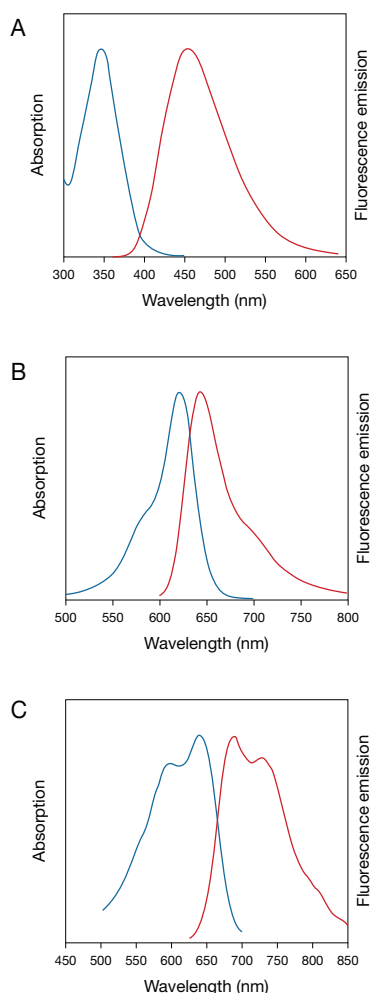 A
Absorption
Fluorescence emission
300 350 400 450 500 550 600 650
Wavelength (nm)
B
Absorption
Fluorescence emission
500 550 600 650 700 750 800
Wavelength (nm)
C
Absorption
Fluorescence emission
450 500 550 600 650 700 750 800 850
Wavelength (nm)